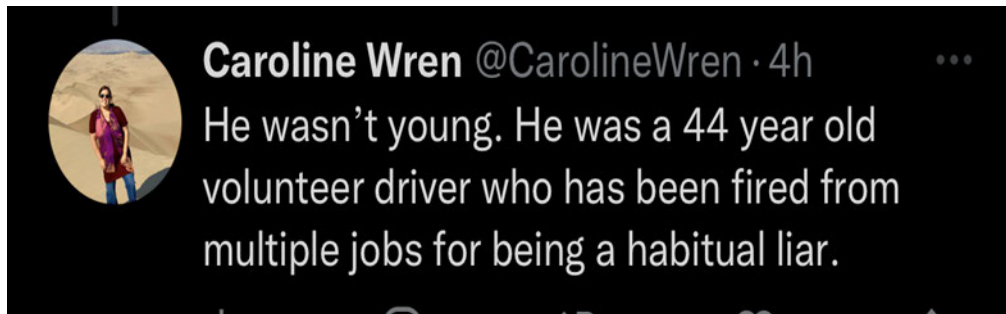 Caroline Wren @CarolineWren · 4h
He wasn’t young. He was a 44 year old
volunteer driver who has been fired from
multiple jobs for being a habitual liar.